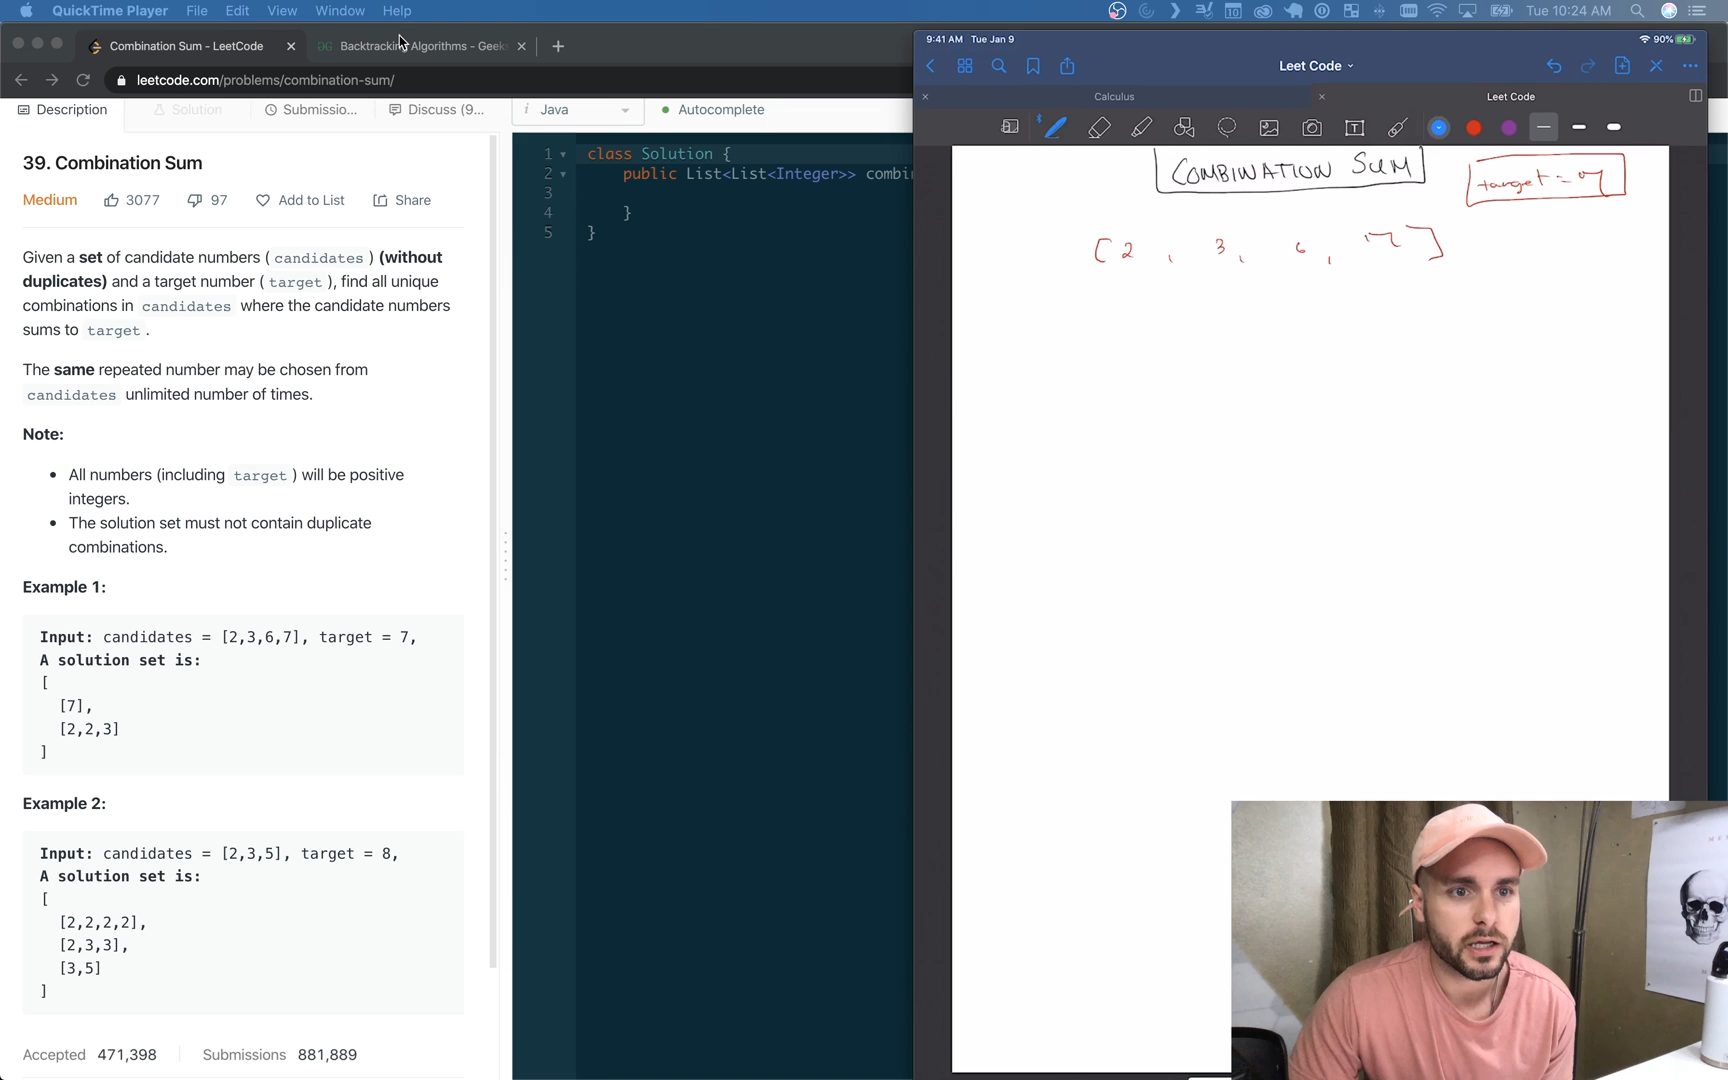 QuickTime Player File Edit View Window Help
10 Tue 10:24 AM
Combination Sum - LeetCode
Backtracking Algorithms - Geeks
leetcode.com/problems/combination-sum/
Description
Solution
Submissio...
Discuss (9...
i Java
Autocomplete
39. Combination Sum
Medium 3077 97 Add to List Share
Given a set of candidate numbers ( candidates ) (without
duplicates) and a target number ( target ), find all unique
combinations in candidates where the candidate numbers
sums to target .
The same repeated number may be chosen from
candidates unlimited number of times.
Note:
• All numbers (including target ) will be positive
integers.
• The solution set must not contain duplicate
combinations.
Example 1:
Input: candidates = [2,3,6,7], target = 7,
A solution set is:
[
[7],
[2,2,3]
]
Example 2:
Input: candidates = [2,3,5], target = 8,
A solution set is:
[
[2,2,2,2],
[2,3,3],
[3,5]
]
Accepted 471,398 Submissions 881,889
1 class Solution {
2 public List<List<Integer>> combin
3
4 }
5 }
9:41 AM Tue Jan 9
90%
Leet Code
Calculus
Leet Code
COMBINATION SUM
target = 7
[2, 3, 6, 7]